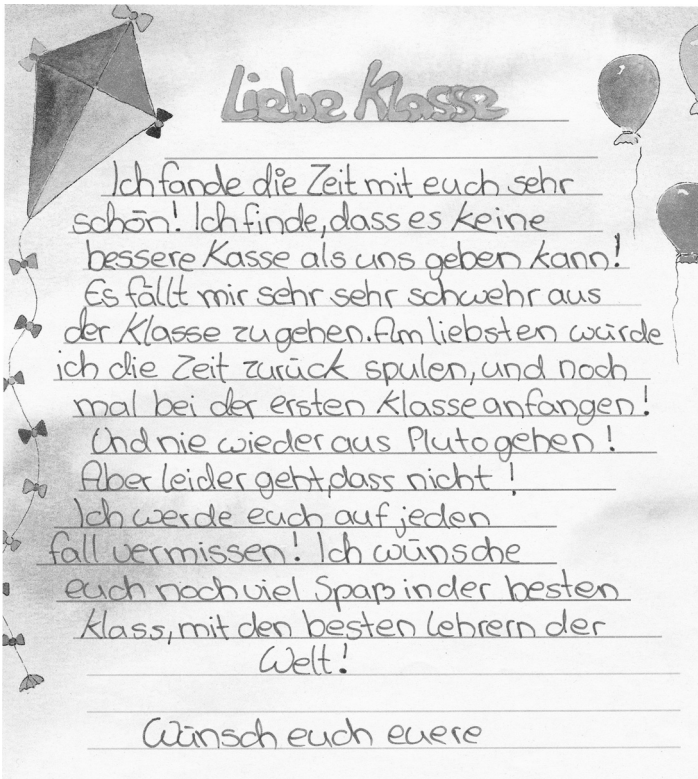 Liebe Klasse
Ich fande die Zeit mit euch sehr
schön! Ich finde, dass es keine
bessere Kasse als uns geben kann!
Es fällt mir sehr sehr schwehr aus
der Klasse zu gehen. Am liebsten würde
ich die Zeit zurück spulen, und noch
mal bei der ersten Klasse anfangen!
Und nie wieder aus Pluto gehen!
Aber leider geht, dass nicht!
Ich werde euch auf jeden
fall vermissen! Ich wünsche
euch noch viel Spaß in der besten
Klass, mit den besten Lehrern der
Welt!
Wünsch euch euere